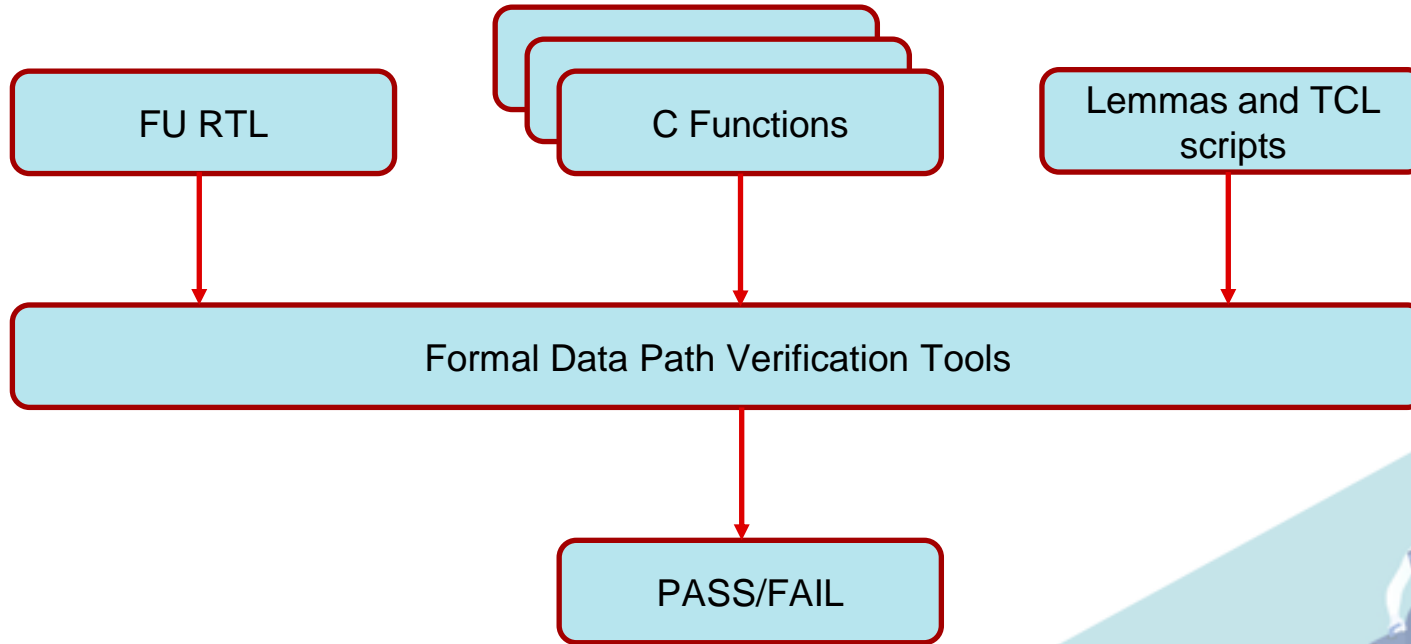 FU RTL
C Functions
Lemmas and TCL
scripts
Formal Data Path Verification Tools
PASS/FAIL